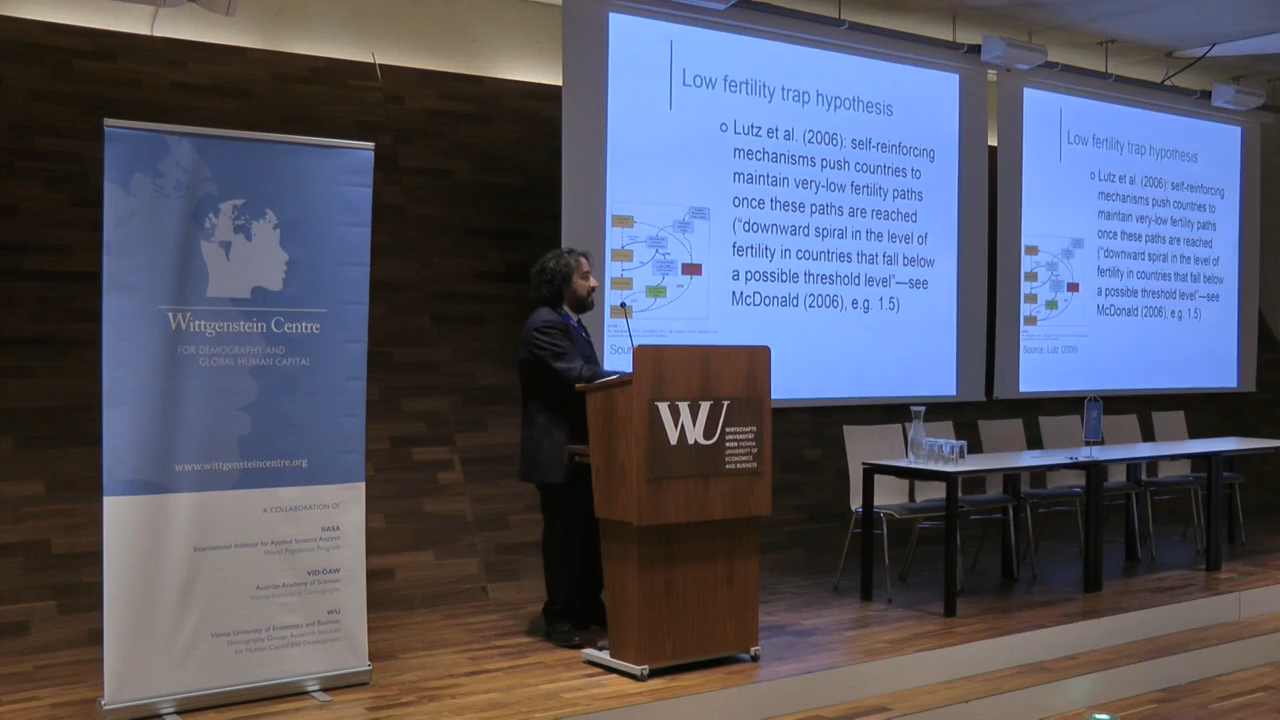 Wittgenstein Centre
FOR DEMOGRAPHY AND
GLOBAL HUMAN CAPITAL
www.wittgensteincentre.org
A COLLABORATION OF
IIASA
International Institute for Applied Systems Analysis
World Population Program
VID/ÖAW
Austrian Academy of Sciences
Vienna Institute of Demography
WU
Vienna University of Economics and Business
for Human Capital and Development
Low fertility trap hypothesis
Lutz et al. (2006): self-reinforcing
mechanisms push countries to
maintain very-low fertility paths
once these paths are reached
("downward spiral in the level of
fertility in countries that fall below
a possible threshold level"—see
McDonald (2006), e.g. 1.5)
WU
WIRTSCHAFTS
UNIVERSITÄT
WIEN VIENNA
UNIVERSITY OF
ECONOMICS
AND BUSINESS
Low fertility trap hypothesis
Lutz et al. (2006): self-reinforcing
mechanisms push countries to
maintain very-low fertility paths
once these paths are reached
("downward spiral in the level of
fertility in countries that fall below
a possible threshold level"—see
McDonald (2006), e.g. 1.5)
Source: Lutz (2006)